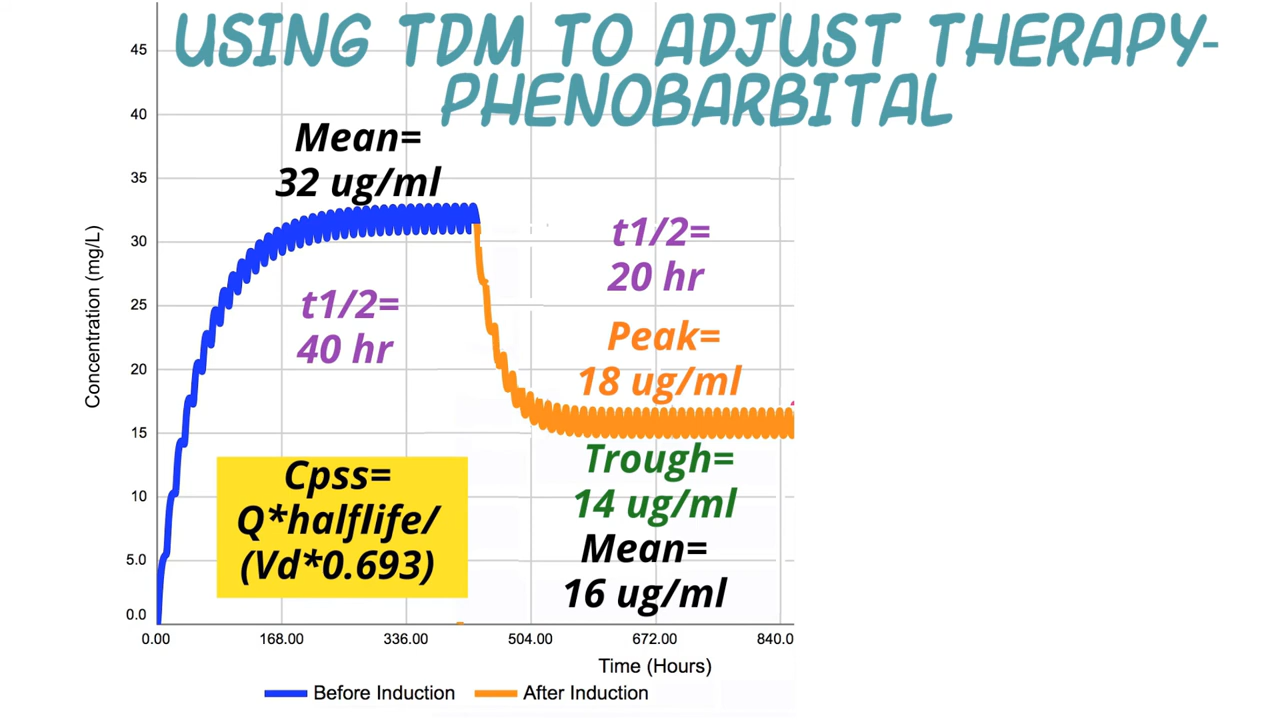 USING TDM TO ADJUST THERAPY-
PHENOBARBITAL
45
40
35
30
25
20
15
10
5.0
0.0
Concentration (mg/L)
Mean=
32 ug/ml
t1/2=
40 hr
t1/2=
20 hr
Peak=
18 ug/ml
Trough=
14 ug/ml
Mean=
16 ug/ml
Cpss=
Q*halflife/
(Vd*0.693)
0.00 168.00 336.00 504.00 672.00 840.0
Time (Hours)
Before Induction After Induction